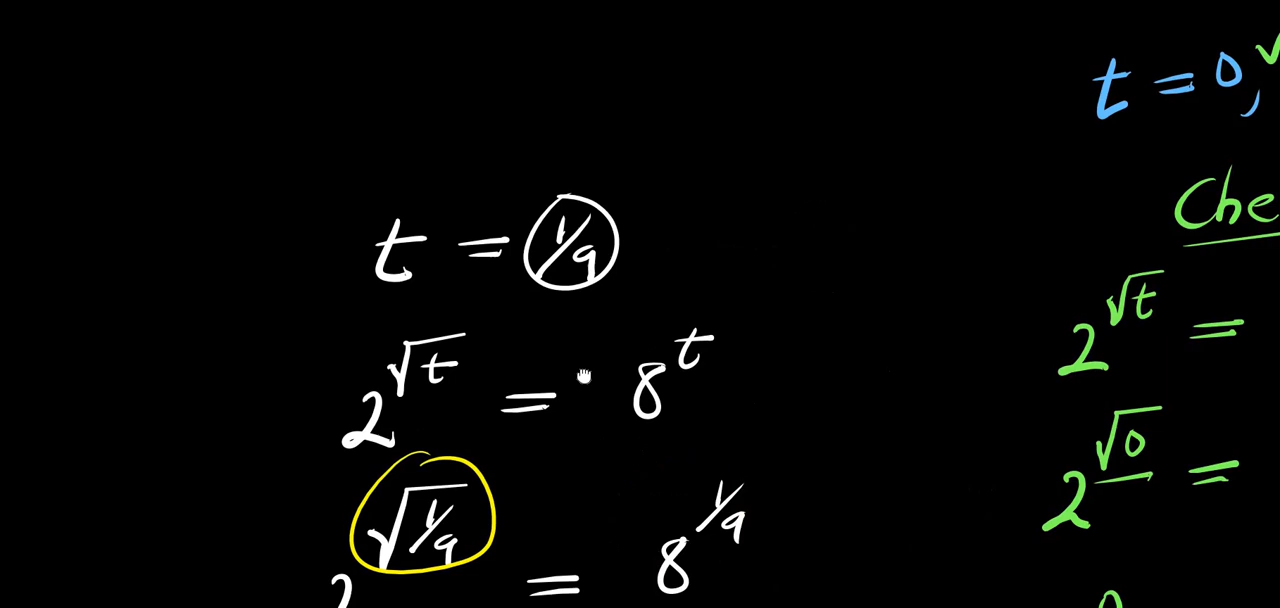 t = 1/9
2^√t = 8^t
2^√1/9 = 8^1/9
t = 0,
Che
2^√t =
2^√0 =